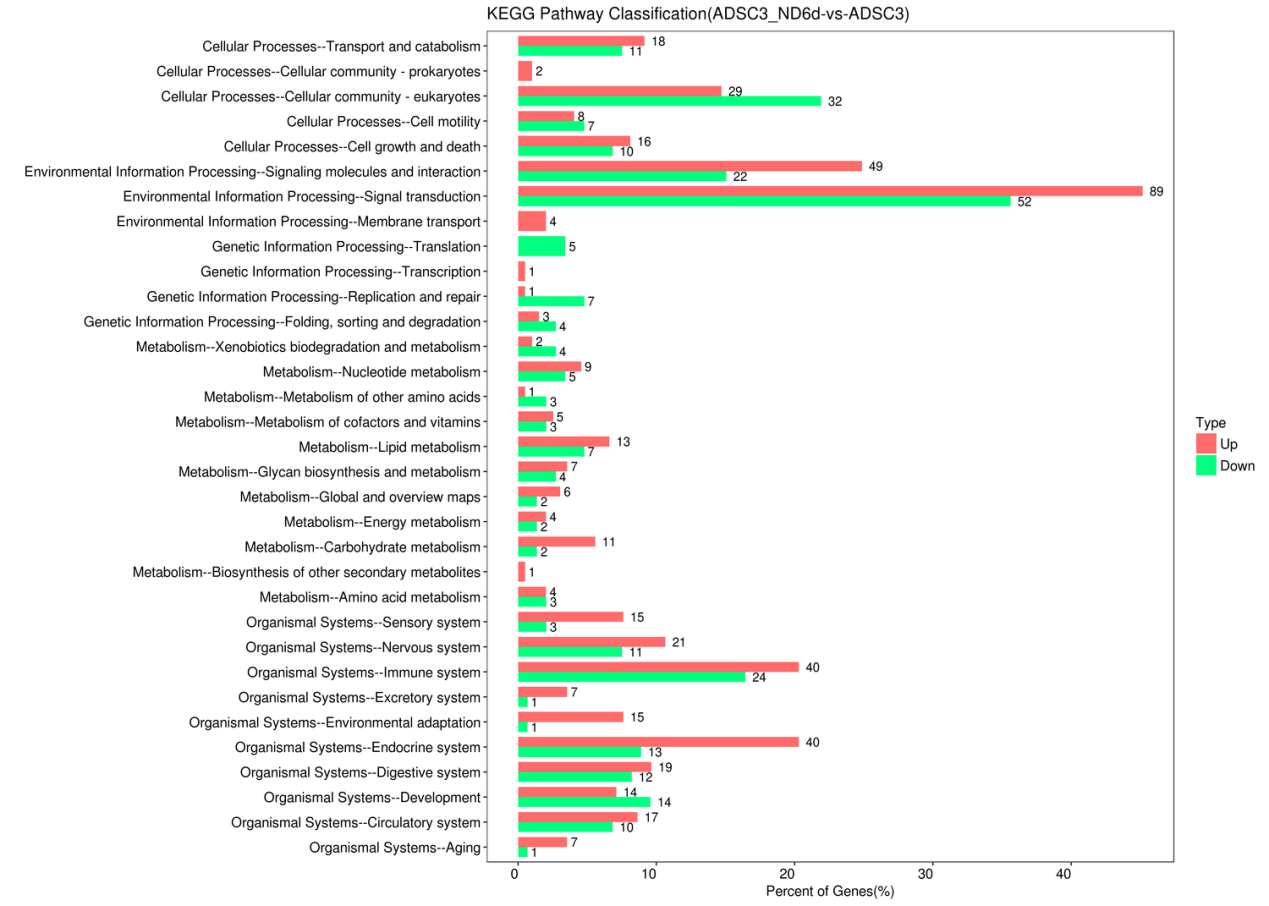 KEGG Pathway Classification(ADSC3_ND6d-vs-ADSC3)
Cellular Processes--Transport and catabolism 18
11
Cellular Processes--Cellular community - prokaryotes 2
Cellular Processes--Cellular community - eukaryotes 29
32
Cellular Processes--Cell motility 8
7
Cellular Processes--Cell growth and death 16
10
Environmental Information Processing--Signaling molecules and interaction 49
22
Environmental Information Processing--Signal transduction 89
52
Environmental Information Processing--Membrane transport 4
Genetic Information Processing--Translation 5
Genetic Information Processing--Transcription 1
Genetic Information Processing--Replication and repair 1
7
Genetic Information Processing--Folding, sorting and degradation 3
4
Metabolism--Xenobiotics biodegradation and metabolism 2
4
Metabolism--Nucleotide metabolism 9
5
Metabolism--Metabolism of other amino acids 1
3
Metabolism--Metabolism of cofactors and vitamins 5
3
Metabolism--Lipid metabolism 13
7
Metabolism--Glycan biosynthesis and metabolism 7
4
Metabolism--Global and overview maps 6
2
Metabolism--Energy metabolism 4
2
Metabolism--Carbohydrate metabolism 11
2
Metabolism--Biosynthesis of other secondary metabolites 1
Metabolism--Amino acid metabolism 4
3
Organismal Systems--Sensory system 15
3
Organismal Systems--Nervous system 21
11
Organismal Systems--Immune system 40
24
Organismal Systems--Excretory system 7
1
Organismal Systems--Environmental adaptation 15
1
Organismal Systems--Endocrine system 40
13
Organismal Systems--Digestive system 19
12
Organismal Systems--Development 14
14
Organismal Systems--Circulatory system 17
10
Organismal Systems--Aging 7
1
0 10 20 30 40
Percent of Genes(%)
Type
Up
Down